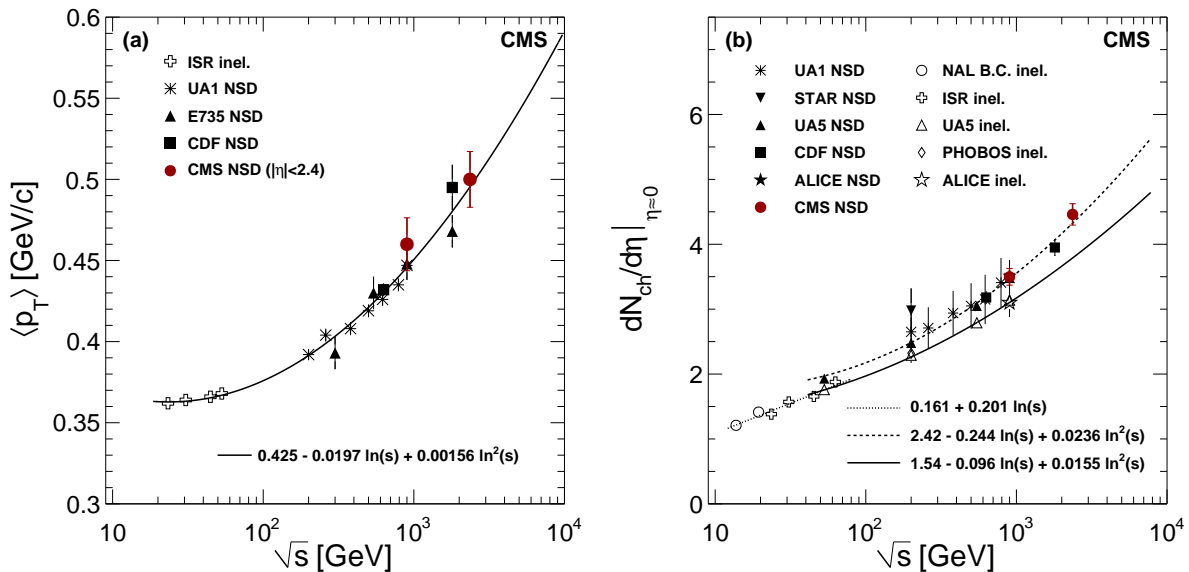 (a)
CMS
ISR inel.
UA1 NSD
E735 NSD
CDF NSD
CMS NSD (|η|<2.4)
0.425 - 0.0197 ln(s) + 0.00156 ln²(s)
⟨p_T⟩ [GeV/c]
0.6
0.55
0.5
0.45
0.4
0.35
0.3
10
10²
10³
10⁴
√s [GeV]
(b)
CMS
UA1 NSD
STAR NSD
UA5 NSD
CDF NSD
ALICE NSD
CMS NSD
NAL B.C. inel.
ISR inel.
UA5 inel.
PHOBOS inel.
ALICE inel.
0.161 + 0.201 ln(s)
2.42 - 0.244 ln(s) + 0.0236 ln²(s)
1.54 - 0.096 ln(s) + 0.0155 ln²(s)
dN_ch/dη|_η≈0
6
4
2
0
10
10²
10³
10⁴
√s [GeV]